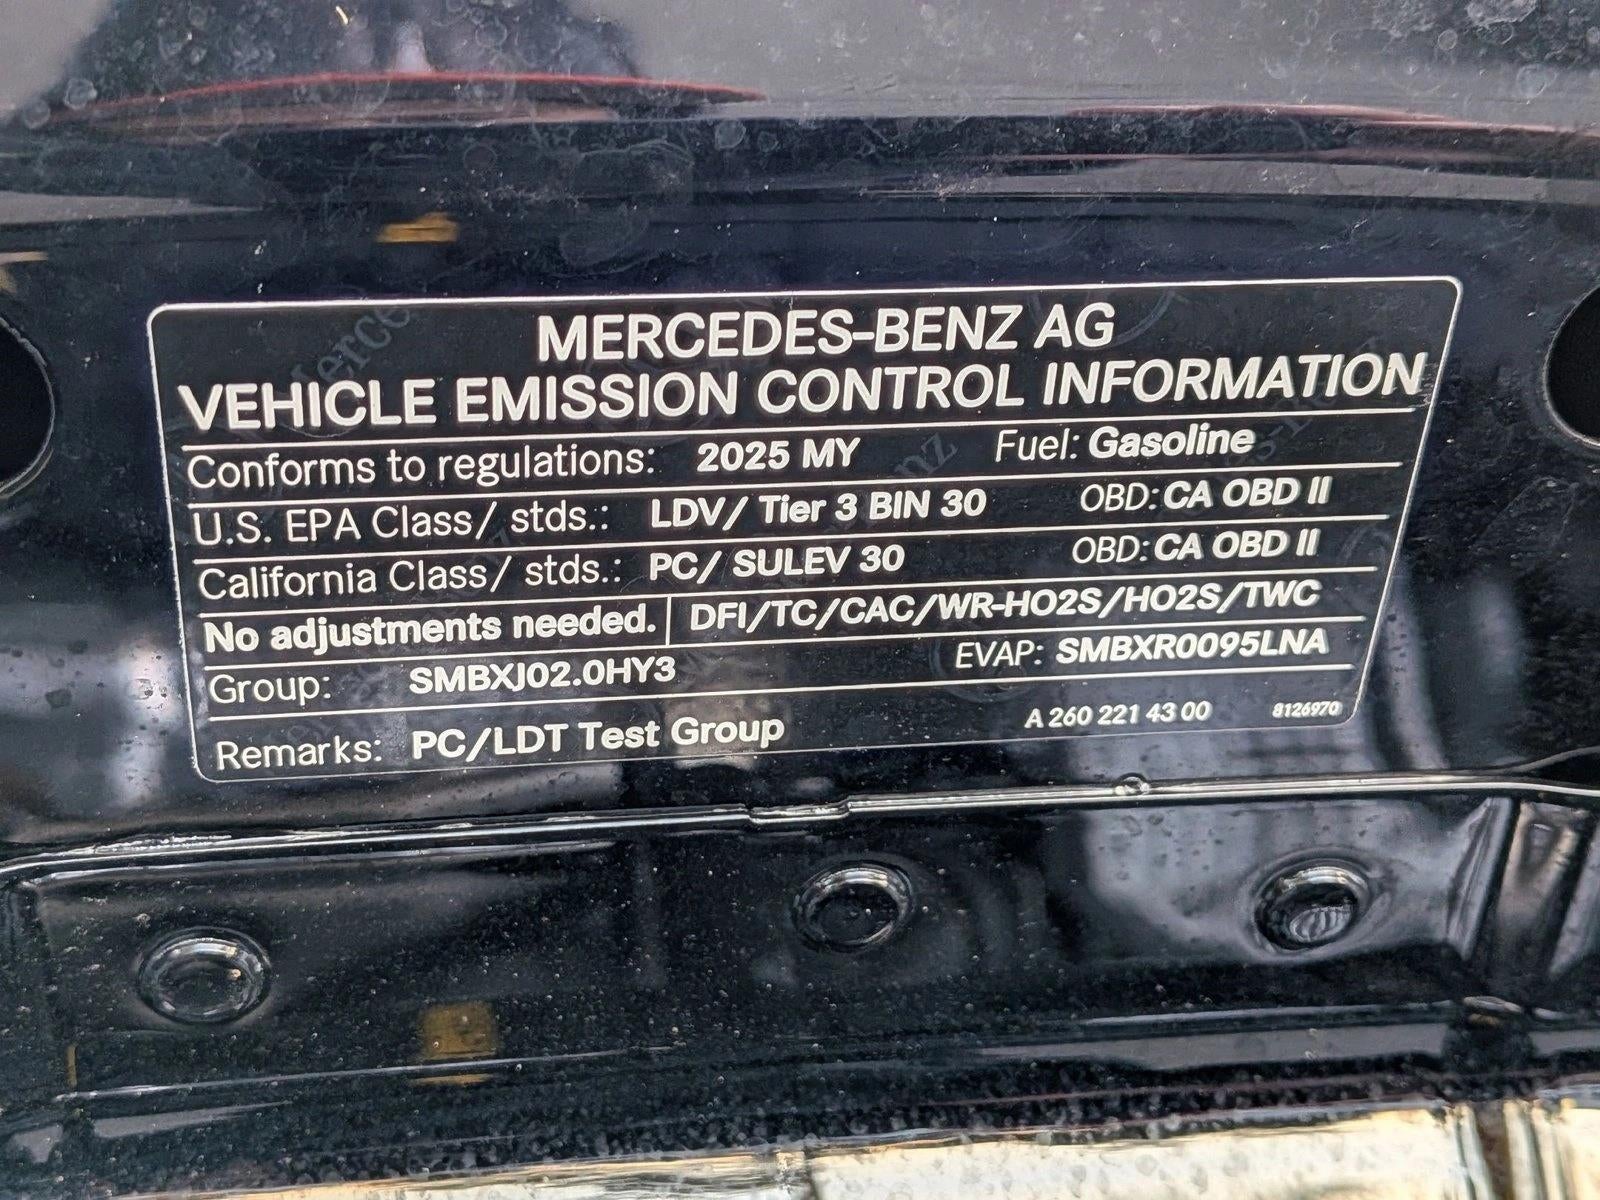 MERCEDES-BENZ AG
VEHICLE EMISSION CONTROL INFORMATION
Conforms to regulations: 2025 MY Fuel: Gasoline
U.S. EPA Class/ stds.: LDV/ Tier 3 BIN 30 OBD: CA OBD II
California Class/ stds.: PC/ SULEV 30 OBD: CA OBD II
No adjustments needed. DFI/TC/CAC/WR-HO2S/HO2S/TWC
Group: SMBXJ02.0HY3 EVAP: SMBXR0095LNA
Remarks: PC/LDT Test Group A 260 221 43 00 8126970